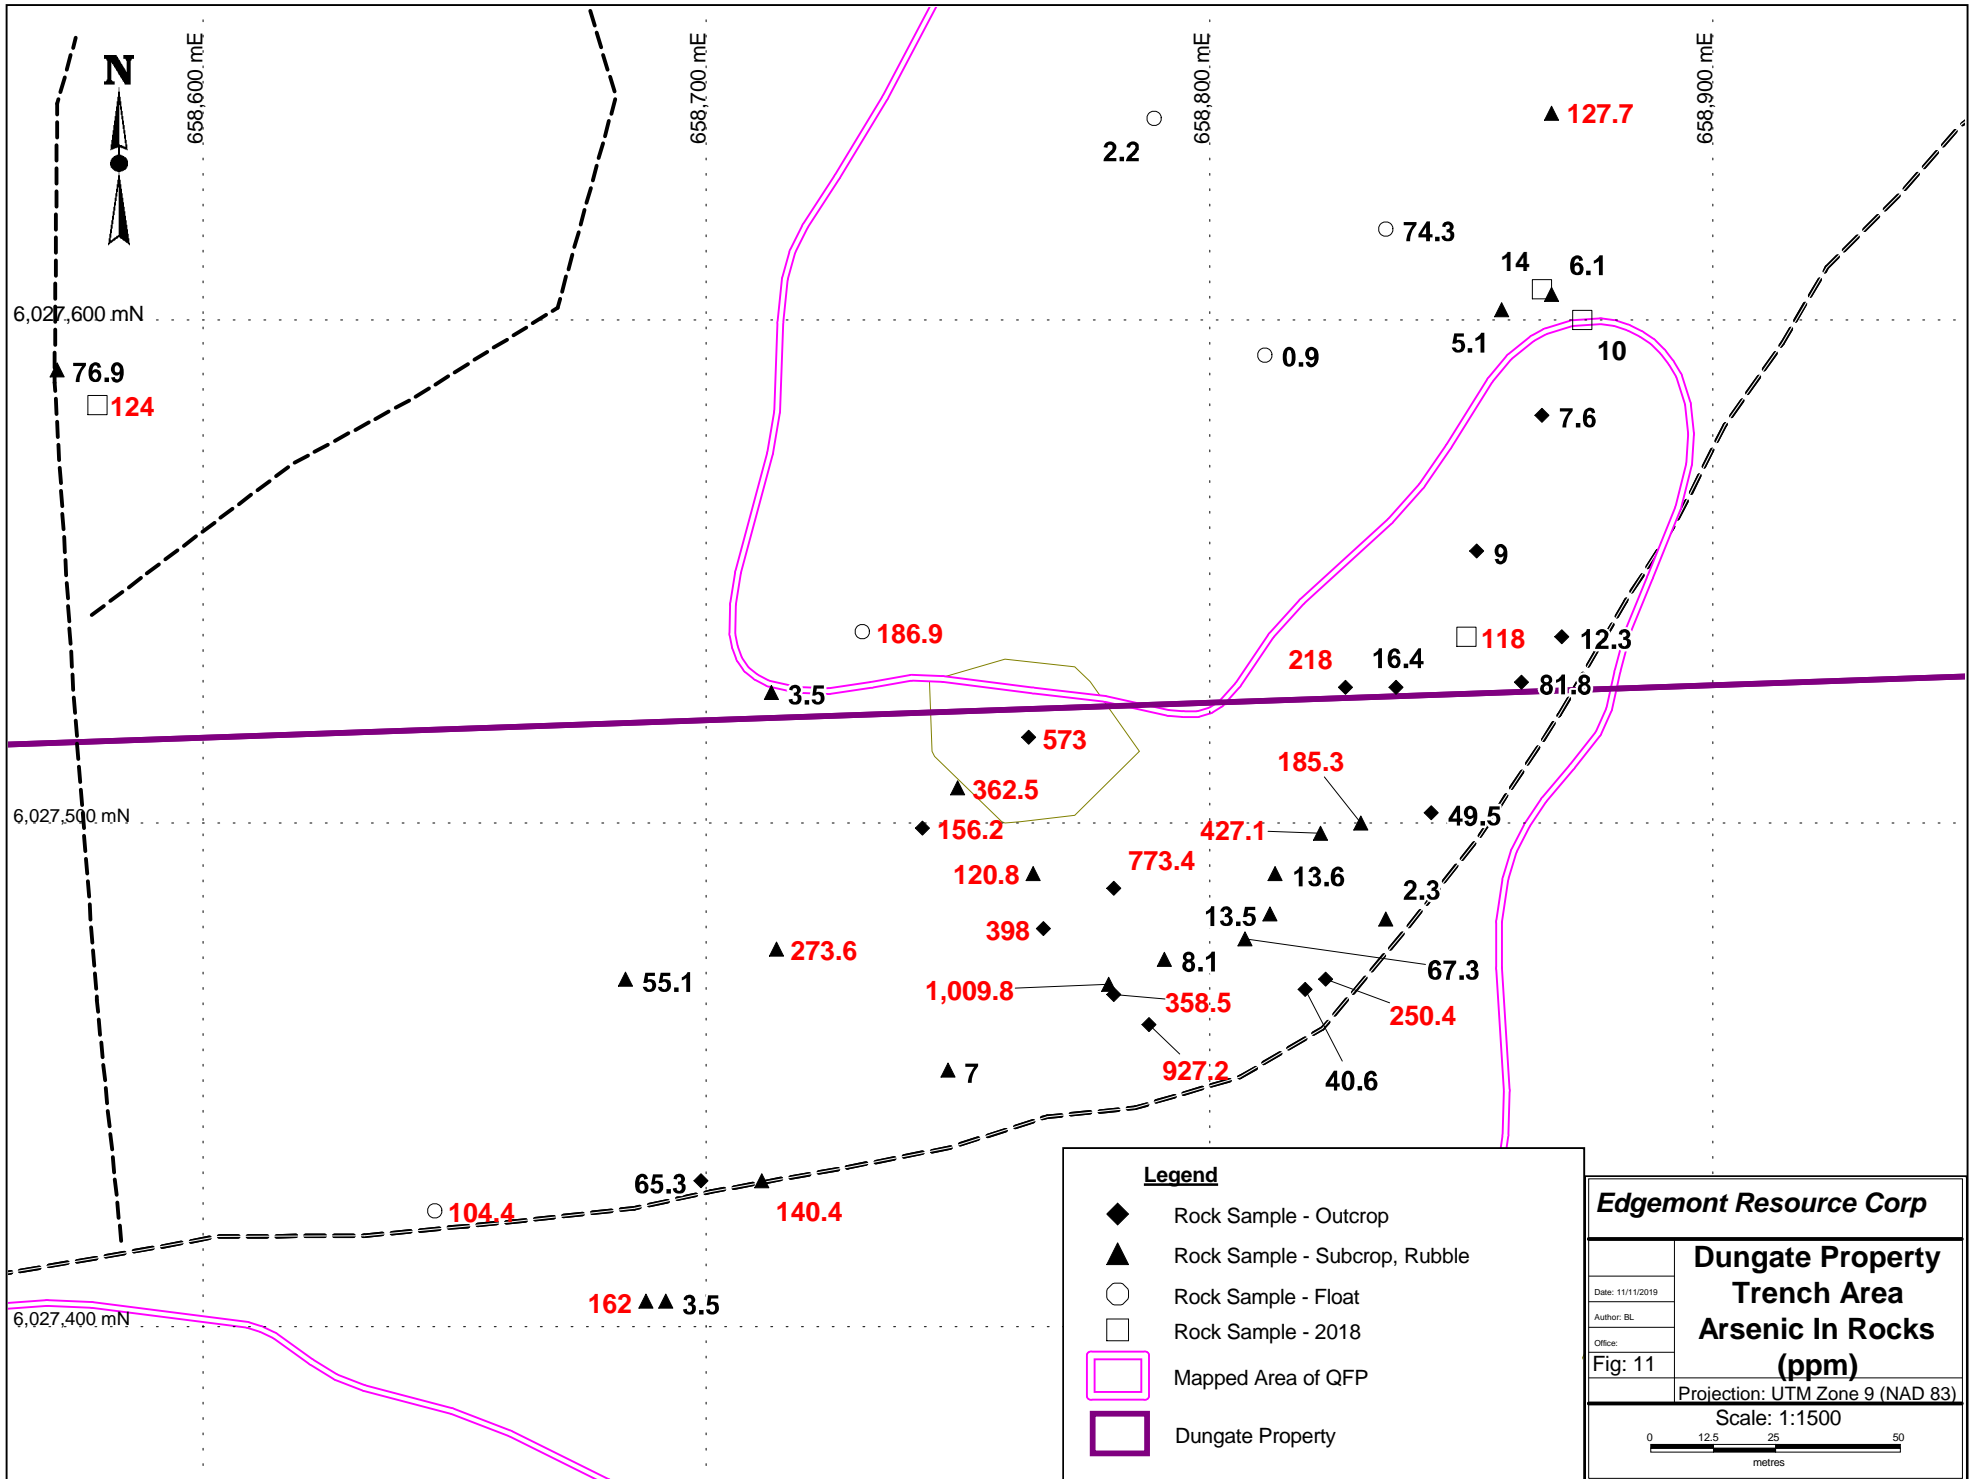 N
658,600 mE
658,700 mE
658,800 mE
658,900 mE
127.7
2.2
74.3
14
6.1
6,027,600 mN
5.1
10
0.9
76.9
124
7.6
9
186.9
118
12.3
218
16.4
81.8
3.5
573
185.3
362.5
6,027,500 mN
49.5
156.2
427.1
773.4
120.8
13.6
2.3
13.5
398
273.6
8.1
67.3
55.1
1,009.8
358.5
250.4
927.2
7
40.6
65.3
104.4
140.4
162
3.5
6,027,400 mN
Legend
Rock Sample - Outcrop
Rock Sample - Subcrop, Rubble
Rock Sample - Float
Rock Sample - 2018
Mapped Area of QFP
Dungate Property
Edgemont Resource Corp
Date: 11/11/2019
Author: BL
Office:
Fig: 11
Dungate Property
Trench Area
Arsenic In Rocks
(ppm)
Projection: UTM Zone 9 (NAD 83)
Scale: 1:1500
0 12.5 25 50
metres